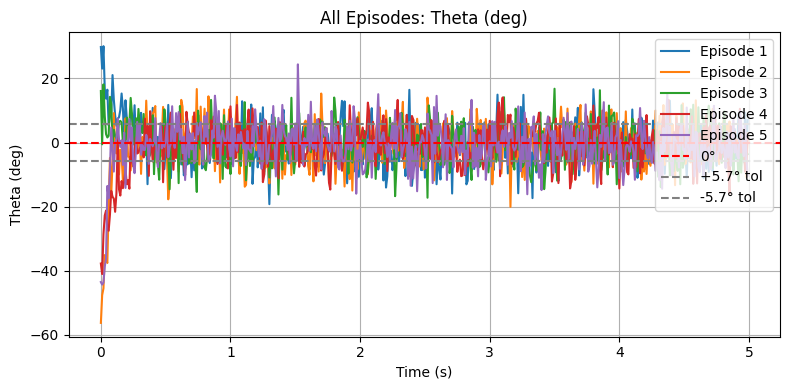 All Episodes: Theta (deg)
Theta (deg)
20
0
−20
−40
−60
0
1
2
3
4
5
Time (s)
Episode 1
Episode 2
Episode 3
Episode 4
Episode 5
0°
+5.7° tol
-5.7° tol